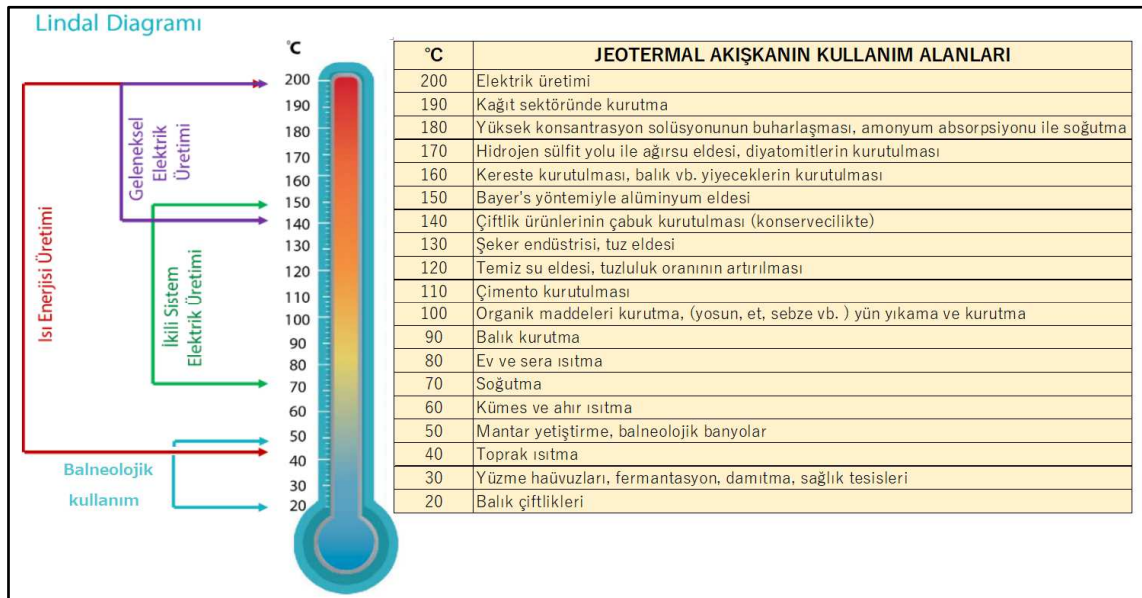 Lindal Diagramı
Isı Enerjisi Üretimi
Geleneksel
Elektrik
Üretimi
İkili Sistem
Elektrik Üretimi
Balneolojik
kullanım
°C
200
190
180
170
160
150
140
130
120
110
100
90
80
70
60
50
40
30
20
°C JEOTERMAL AKIŞKANIN KULLANIM ALANLARI
200 Elektrik üretimi
190 Kağıt sektöründe kurutma
180 Yüksek konsantrasyon solüsyonunun buharlaşması, amonyum absorpsiyonu ile soğutma
170 Hidrojen sülfit yolu ile ağırsu eldesi, diyatomitlerin kurutulması
160 Kereste kurutulması, balık vb. yiyeceklerin kurutulması
150 Bayer's yöntemiyle alüminyum eldesi
140 Çiftlik ürünlerinin çabuk kurutulması (konservecilikte)
130 Şeker endüstrisi, tuz eldesi
120 Temiz su eldesi, tuzluluk oranının artırılması
110 Çimento kurutulması
100 Organik maddeleri kurutma, (yosun, et, sebze vb. ) yün yıkama ve kurutma
90 Balık kurutma
80 Ev ve sera ısıtma
70 Soğutma
60 Kümes ve ahır ısıtma
50 Mantar yetiştirme, balneolojik banyolar
40 Toprak ısıtma
30 Yüzme haüvuzları, fermantasyon, damıtma, sağlık tesisleri
20 Balık çiftlikleri